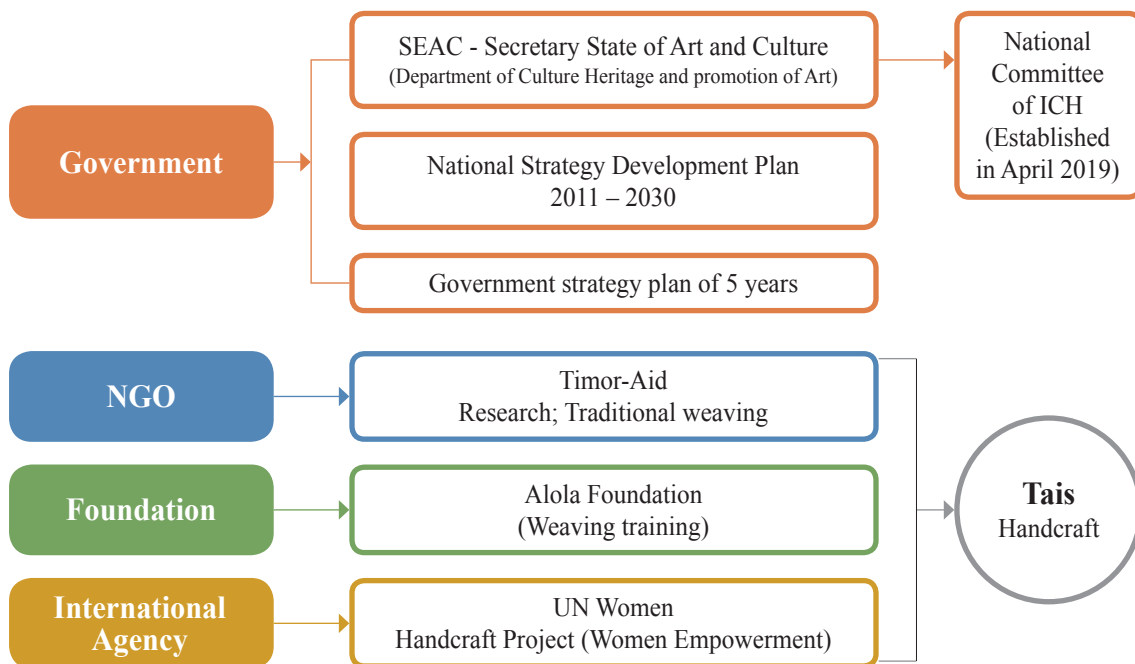 SEAC - Secretary State of Art and Culture
(Department of Culture Heritage and promotion of Art)
National
Committee
of ICH
(Established
in April 2019)
Government
National Strategy Development Plan
2011 – 2030
Government strategy plan of 5 years
NGO
Timor-Aid
Research; Traditional weaving
Foundation
Alola Foundation
(Weaving training)
Tais
Handcraft
International
Agency
UN Women
Handcraft Project (Women Empowerment)